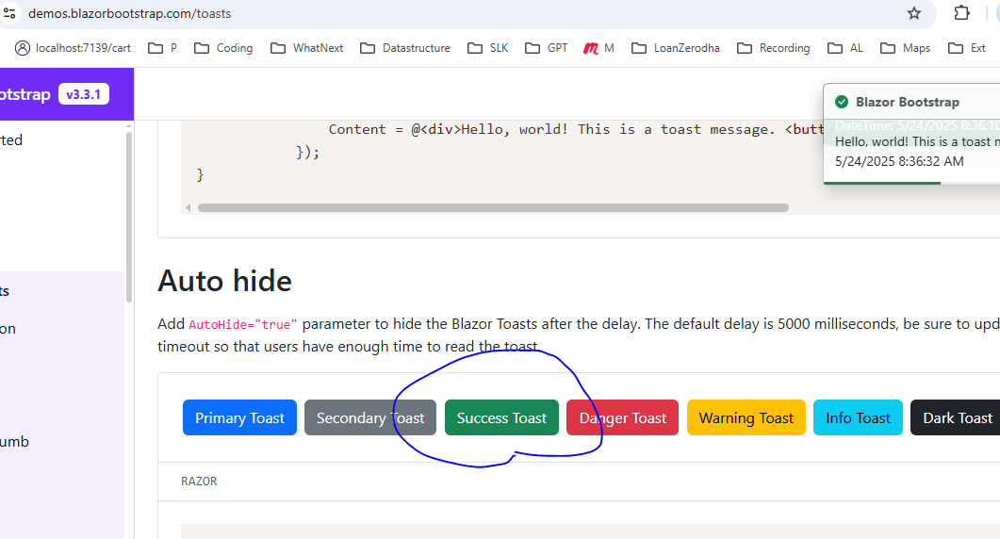 demos.blazorbootstrap.com/toasts
localhost:7139/cart P Coding WhatNext Datastructure SLK GPT M LoanZerodha Recording AL Maps Ext
otstrap v3.3.1
Blazor Bootstrap
DateTime: 5/24/2025 8:36:10
Hello, world! This is a toast m
5/24/2025 8:36:32 AM
rted
Content = @<div>Hello, world! This is a toast message. <butt
});
}
Auto hide
ts
on
umb
Add AutoHide="true" parameter to hide the Blazor Toasts after the delay. The default delay is 5000 milliseconds, be sure to upd
timeout so that users have enough time to read the toast.
Primary Toast Secondary Toast Success Toast Danger Toast Warning Toast Info Toast Dark Toast
RAZOR